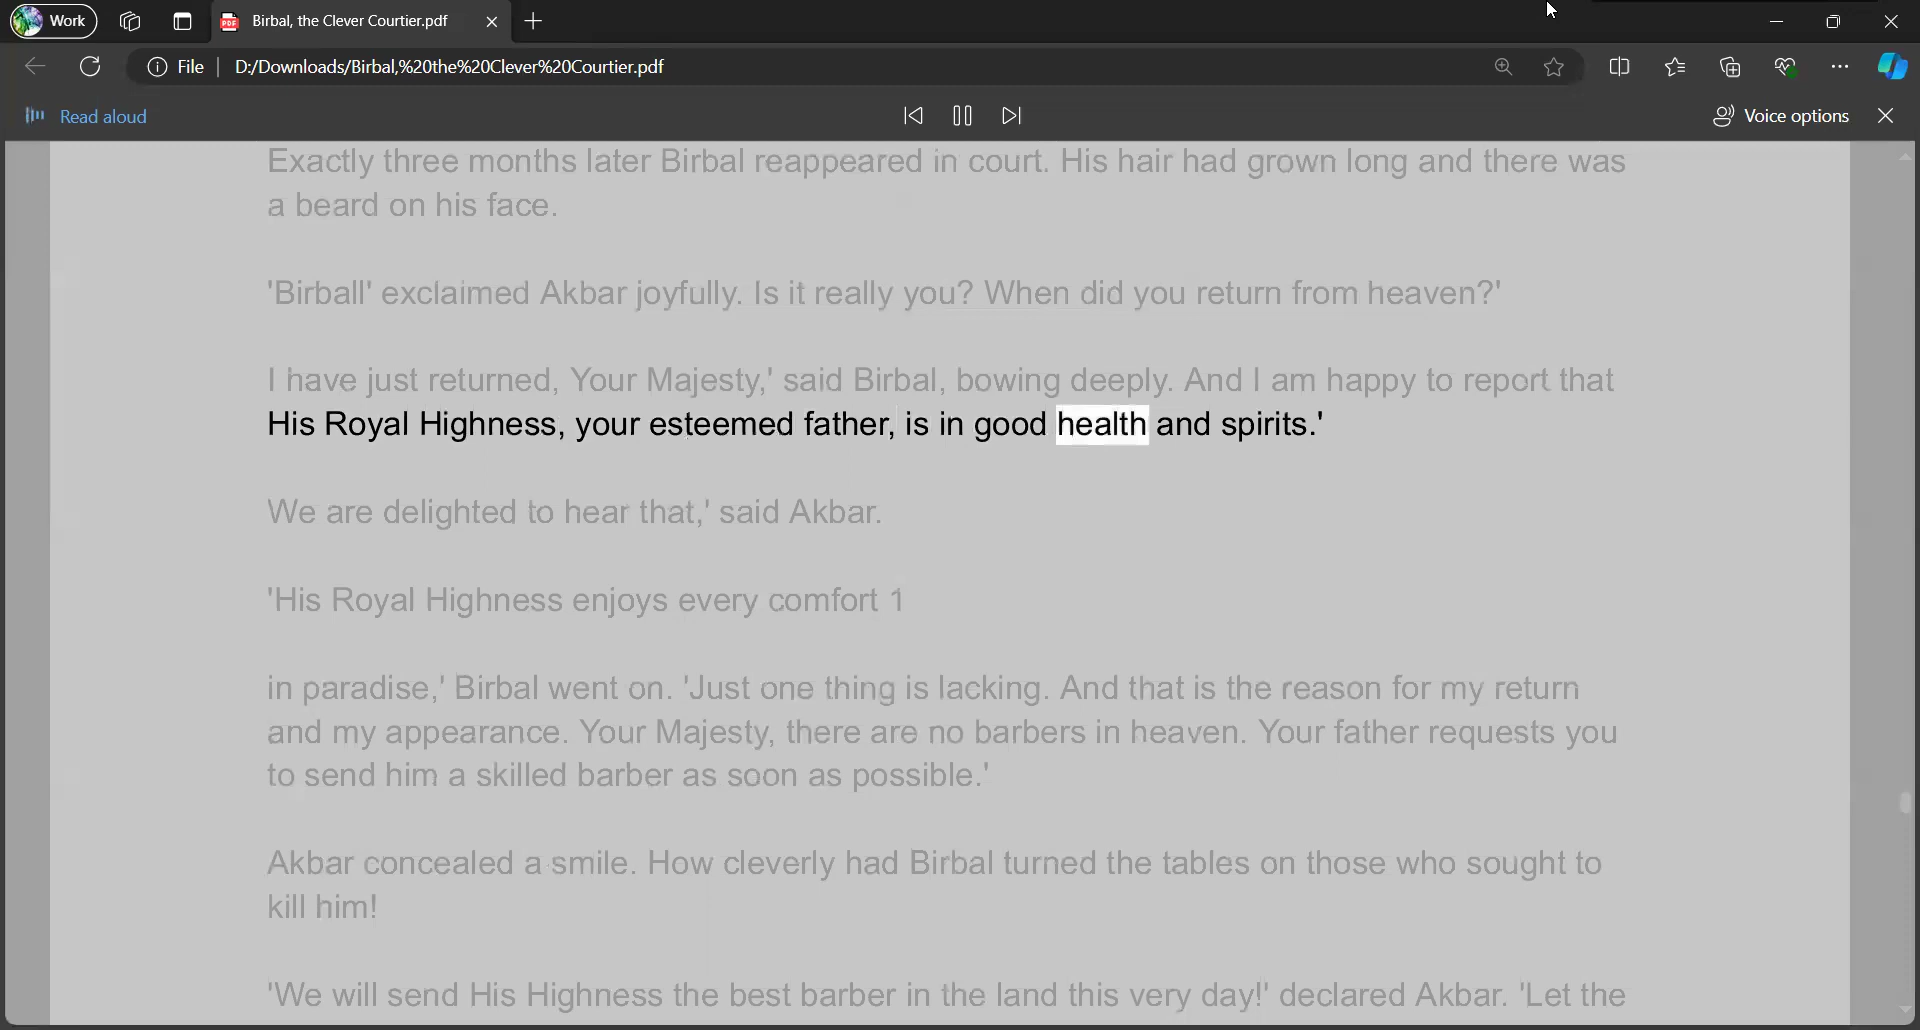 Work
Birbal, the Clever Courtier.pdf
File
D:/Downloads/Birbal,%20the%20Clever%20Courtier.pdf
Read aloud
Voice options
Exactly three months later Birbal reappeared in court. His hair had grown long and there was
a beard on his face.
'Birball' exclaimed Akbar joyfully. Is it really you? When did you return from heaven?'
I have just returned, Your Majesty,' said Birbal, bowing deeply. And I am happy to report that
His Royal Highness, your esteemed father, is in good health and spirits.'
We are delighted to hear that,' said Akbar.
'His Royal Highness enjoys every comfort 1
in paradise,' Birbal went on. 'Just one thing is lacking. And that is the reason for my return
and my appearance. Your Majesty, there are no barbers in heaven. Your father requests you
to send him a skilled barber as soon as possible.'
Akbar concealed a smile. How cleverly had Birbal turned the tables on those who sought to
kill him!
'We will send His Highness the best barber in the land this very day!' declared Akbar. 'Let the